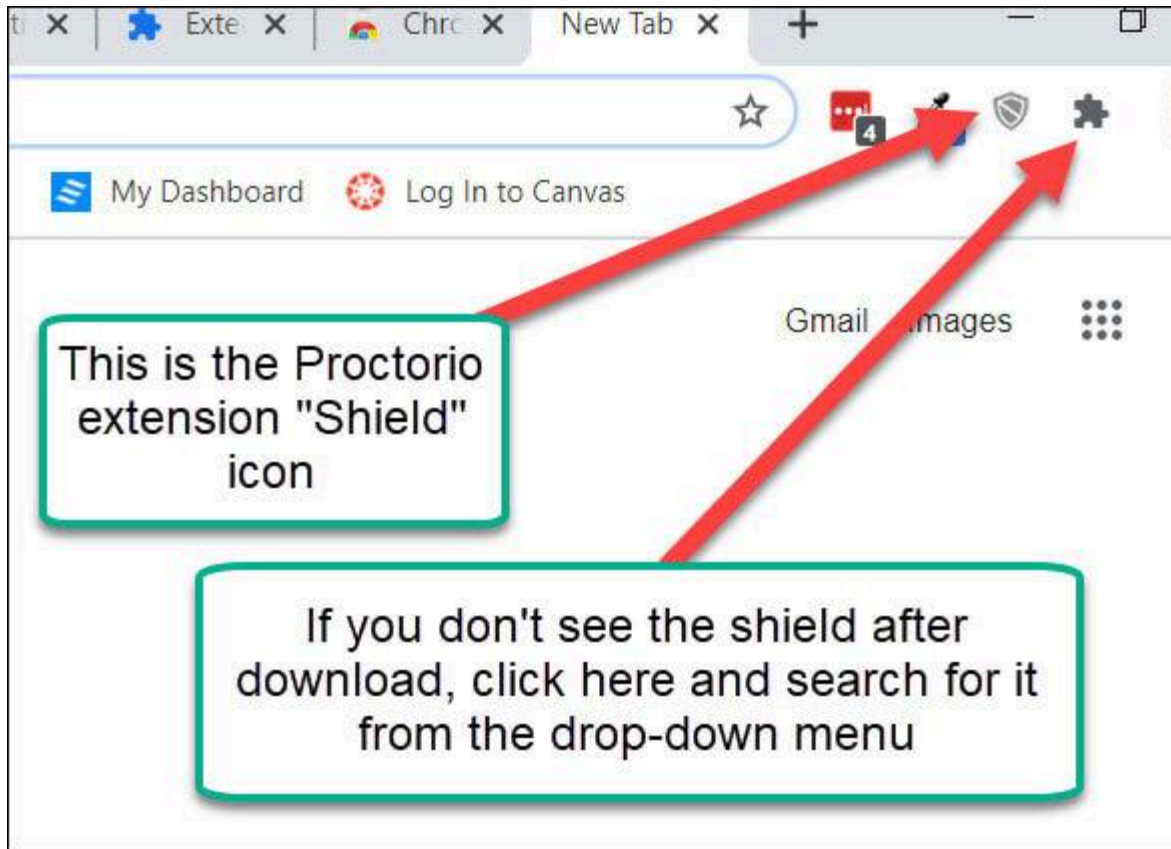 Exte
Chrc
New Tab
4
My Dashboard
Log In to Canvas
Gmail
mages
This is the Proctorio
extension "Shield"
icon
If you don't see the shield after
download, click here and search for it
from the drop-down menu